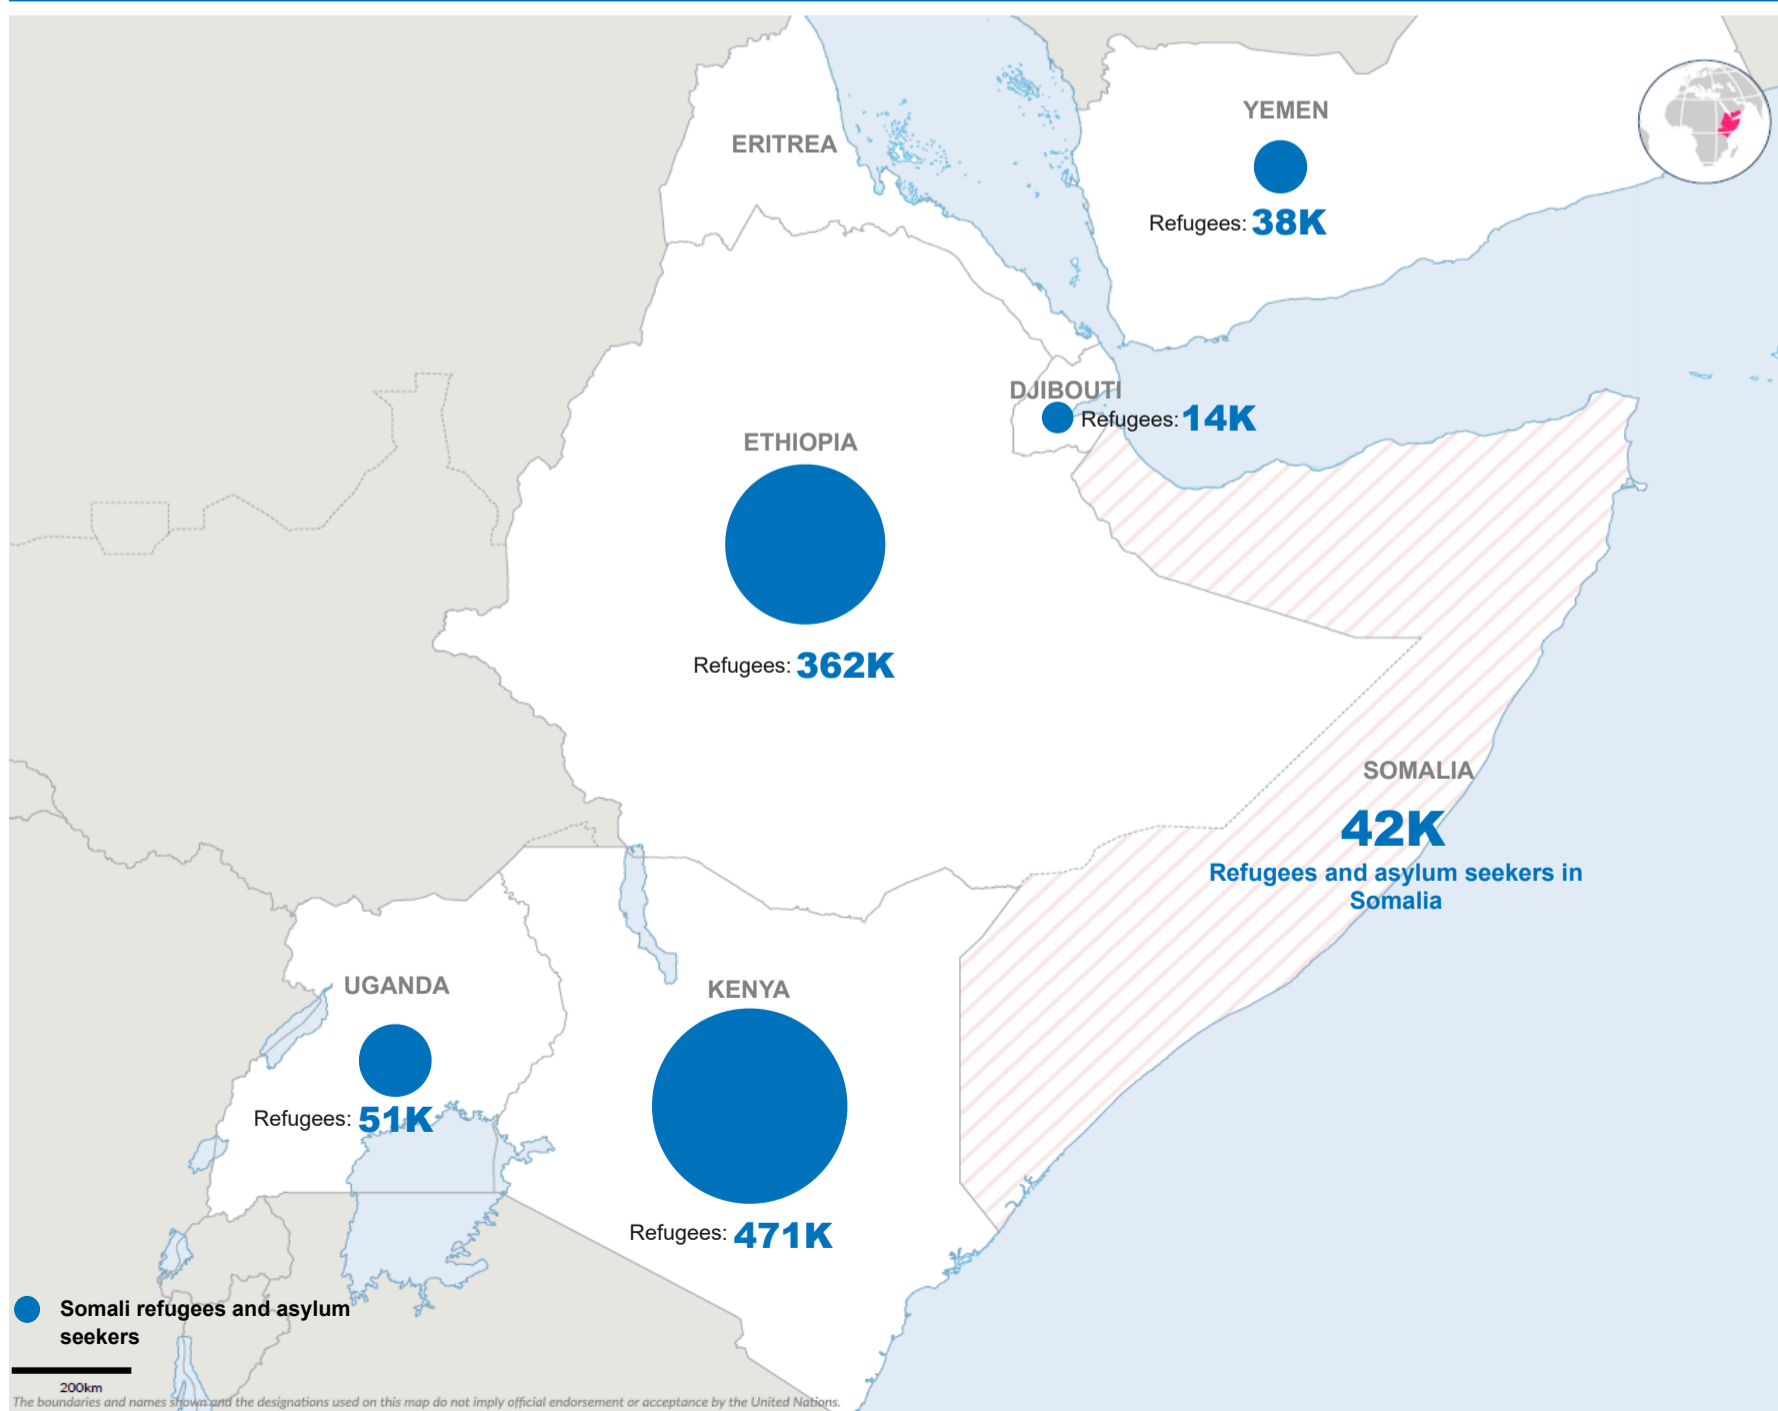 YEMEN
Refugees: 38K
ERITREA
DJIBOUTI
Refugees: 14K
ETHIOPIA
Refugees: 362K
SOMALIA
42K
Refugees and asylum seekers in
Somalia
UGANDA
Refugees: 51K
KENYA
Refugees: 471K
Somali refugees and asylum
seekers
200km
The boundaries and names shown and the designations used on this map do not imply official endorsement or acceptance by the United Nations.